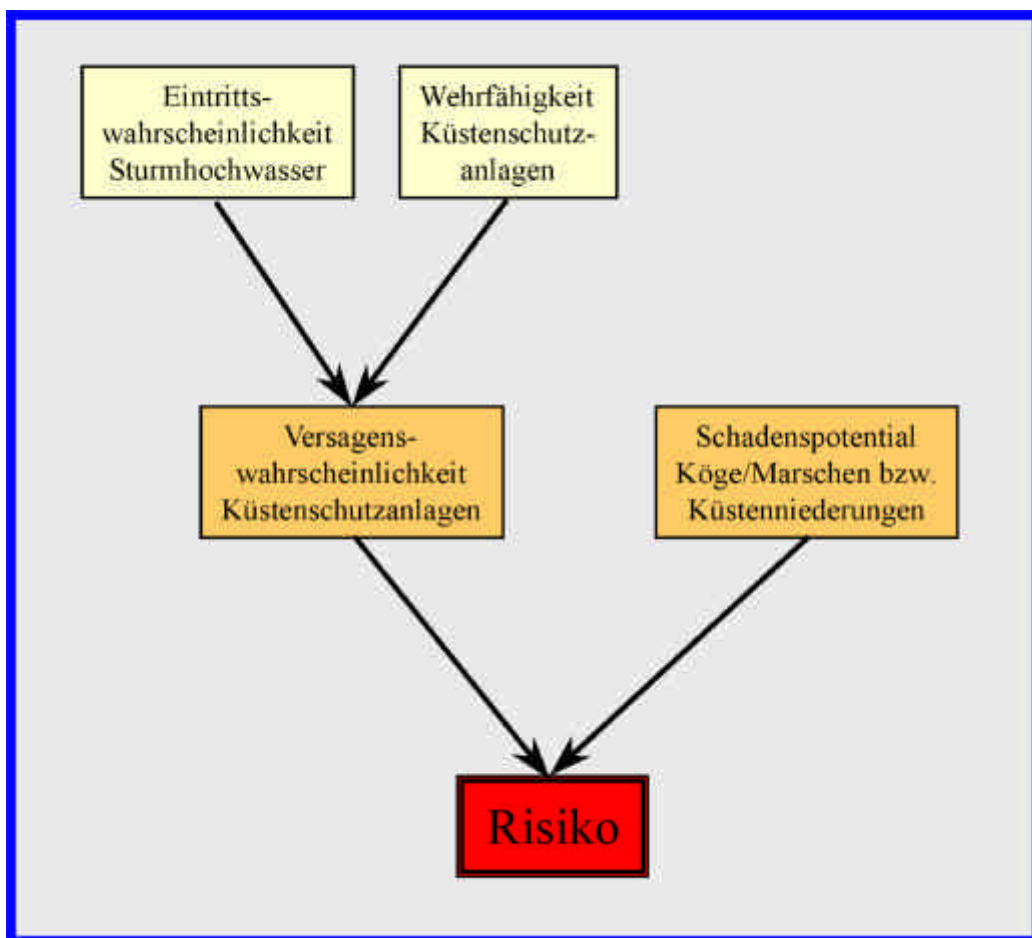 Eintritts-
wahrscheinlichkeit
Sturmhochwasser
Wehrfähigkeit
Küstenschutz-
anlagen
Versagens-
wahrscheinlichkeit
Küstenschutzanlagen
Schadenspotential
Köge/Marschen bzw.
Küstenniederungen
Risiko